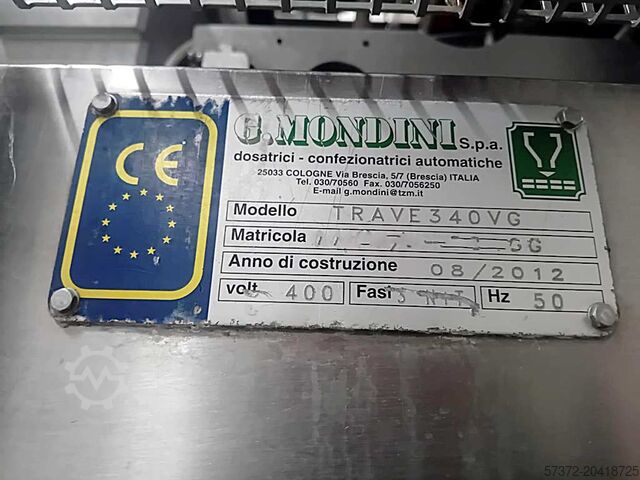 CE
G.MONDINI S.p.a.
dosatrici - confezionatrici automatiche
25033 COLOGNE Via Brescia, 5/7 (Brescia) ITALIA
Tel. 030/70560 Fax. 030/7056250
E-mail g.mondini@tzm.it
Modello TRAVE340VG
Matricola
Anno di costruzione 08/2012
volt 400 Fasi 3 Hz 50
57372-20418725